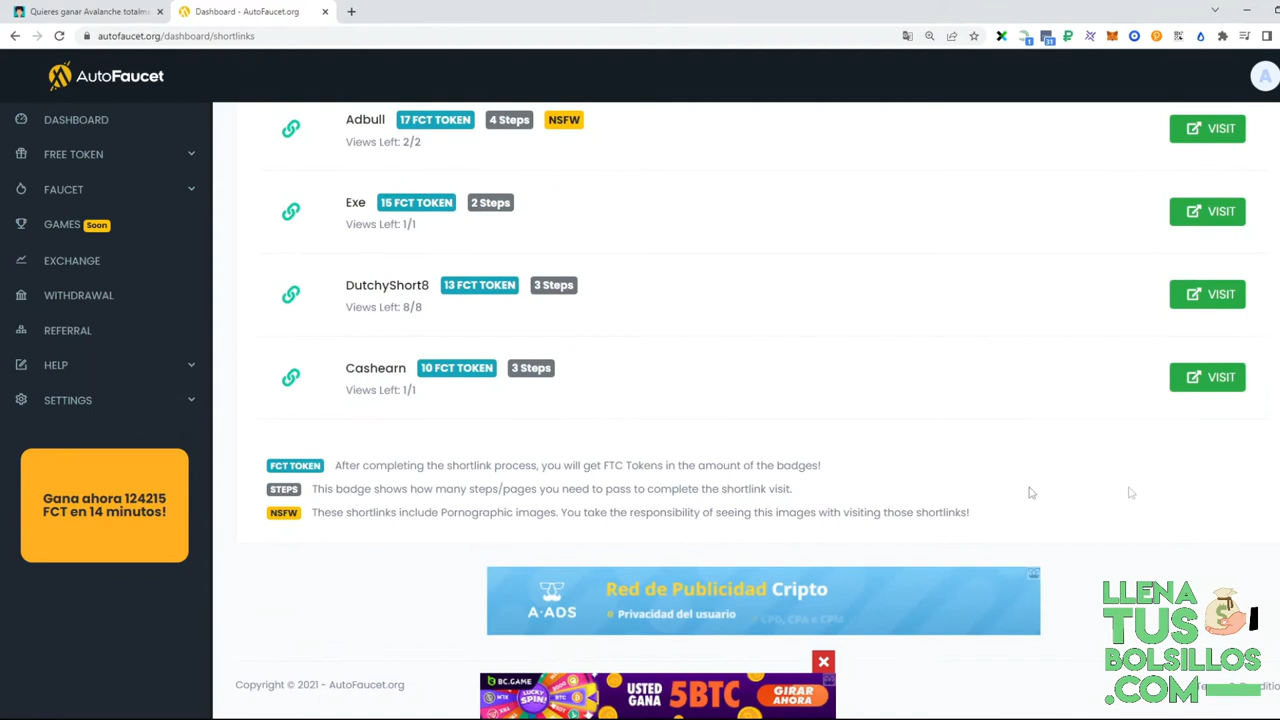 Quieres ganar Avalanche totalm
Dashboard - AutoFaucet.org
autofaucet.org/dashboard/shortlinks
AutoFaucet
A
DASHBOARD
FREE TOKEN
FAUCET
GAMES Soon
EXCHANGE
WITHDRAWAL
REFERRAL
HELP
SETTINGS
Gana ahora 124215
FCT en 14 minutos!
Adbull 17 FCT TOKEN 4 Steps NSFW
Views Left: 2/2
VISIT
Exe 15 FCT TOKEN 2 Steps
Views Left: 1/1
VISIT
DutchyShort8 13 FCT TOKEN 3 Steps
Views Left: 8/8
VISIT
Cashearn 10 FCT TOKEN 3 Steps
Views Left: 1/1
VISIT
FCT TOKEN After completing the shortlink process, you will get FTC Tokens in the amount of the badges!
STEPS This badge shows how many steps/pages you need to pass to complete the shortlink visit.
NSFW These shortlinks include Pornographic images. You take the responsibility of seeing this images with visiting those shortlinks!
A-ADS
Red de Publicidad Cripto
Privacidad del usuario
CPD, CPA o CPM
Copyright © 2021 - AutoFaucet.org
BC.GAME
LUCKY SPIN!
USTED GANA 5BTC
GIRAR AHORA
LLENA
TUS
BOLSILLOS
.COM